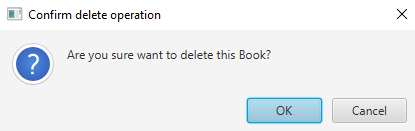 Confirm delete operation
Are you sure want to delete this Book?
OK
Cancel